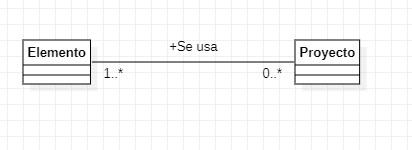 +Se usa
Elemento
Proyecto
1..*
0..*